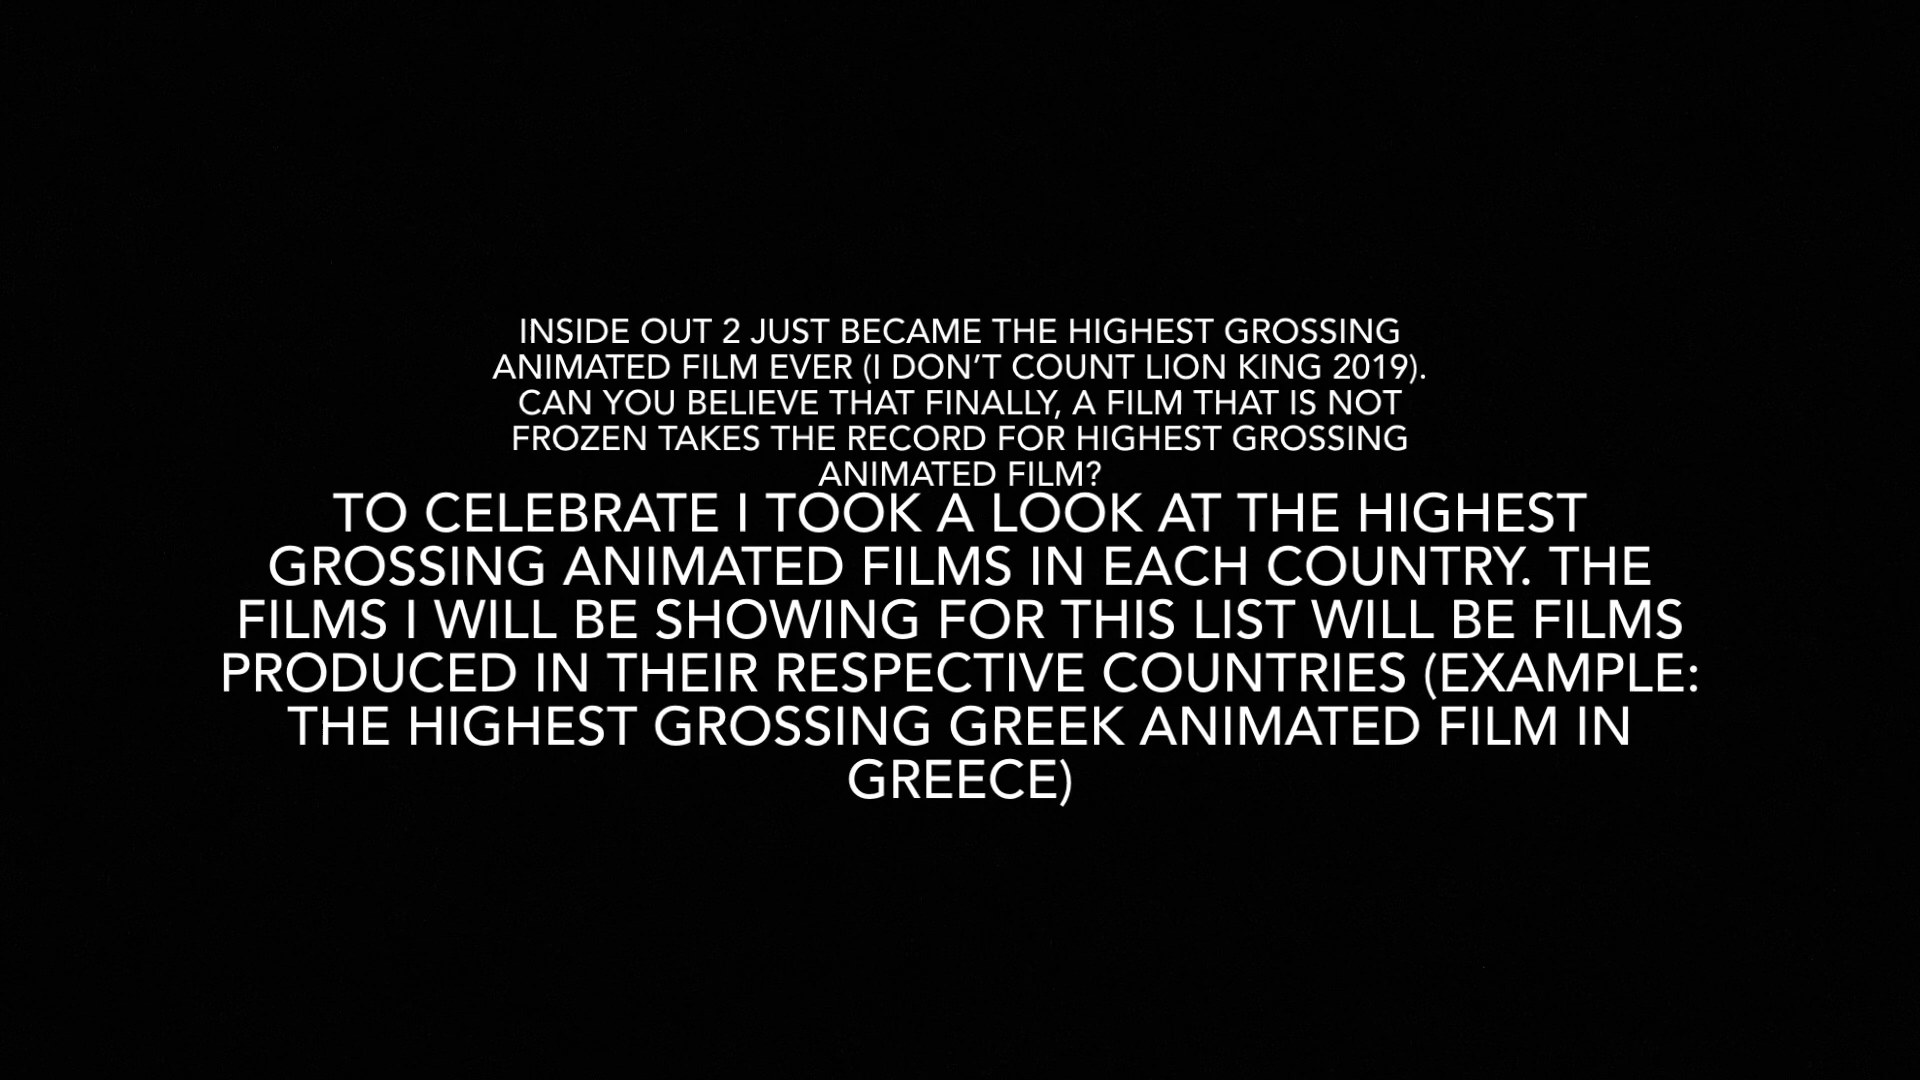 INSIDE OUT 2 JUST BECAME THE HIGHEST GROSSING
ANIMATED FILM EVER (I DON’T COUNT LION KING 2019).
CAN YOU BELIEVE THAT FINALLY, A FILM THAT IS NOT
FROZEN TAKES THE RECORD FOR HIGHEST GROSSING
ANIMATED FILM?
TO CELEBRATE I TOOK A LOOK AT THE HIGHEST
GROSSING ANIMATED FILMS IN EACH COUNTRY. THE
FILMS I WILL BE SHOWING FOR THIS LIST WILL BE FILMS
PRODUCED IN THEIR RESPECTIVE COUNTRIES (EXAMPLE:
THE HIGHEST GROSSING GREEK ANIMATED FILM IN
GREECE)